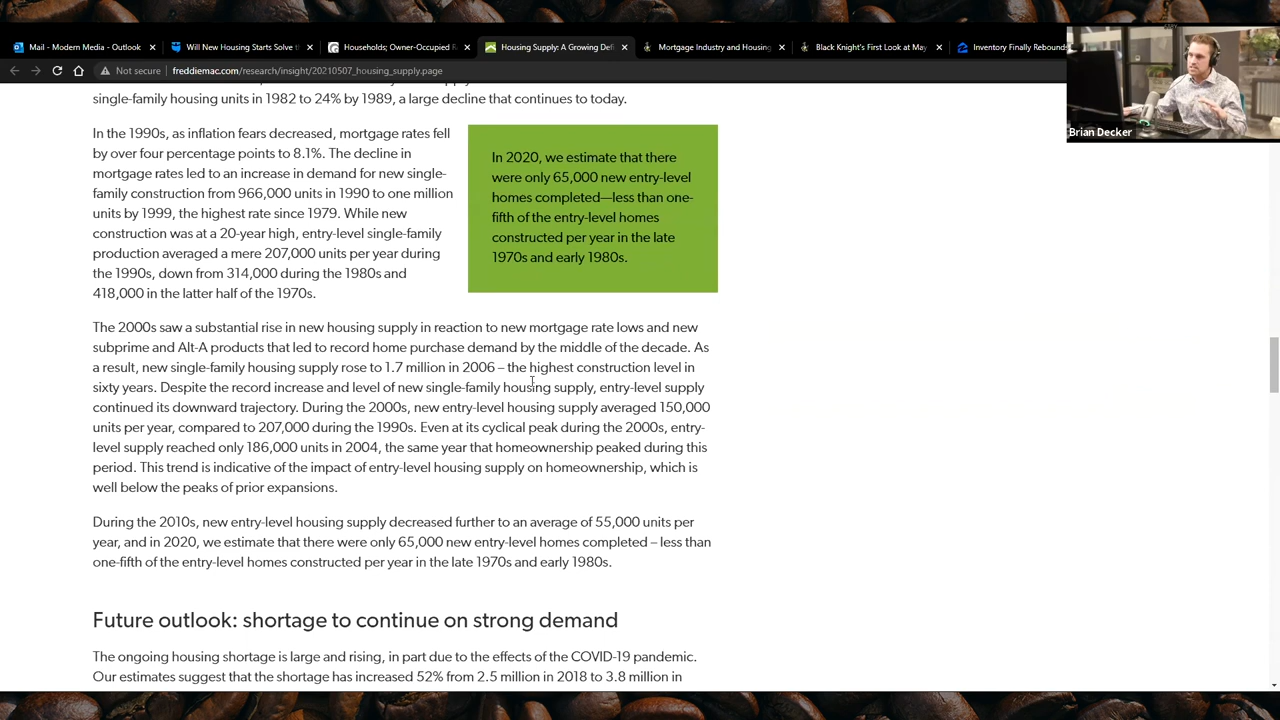 Mail - Modern Media - Outlook
Will New Housing Starts Solve t
Households; Owner-Occupied R
Housing Supply: A Growing Defi
Mortgage Industry and Housing
Black Knight's First Look at May
Inventory Finally Rebounds
Not secure
freddiemac.com/research/insight/20210507_housing_supply.page
single-family housing units in 1982 to 24% by 1989, a large decline that continues to today.
In the 1990s, as inflation fears decreased, mortgage rates fell
by over four percentage points to 8.1%. The decline in
mortgage rates led to an increase in demand for new single-
family construction from 966,000 units in 1990 to one million
units by 1999, the highest rate since 1979. While new
construction was at a 20-year high, entry-level single-family
production averaged a mere 207,000 units per year during
the 1990s, down from 314,000 during the 1980s and
418,000 in the latter half of the 1970s.
In 2020, we estimate that there
were only 65,000 new entry-level
homes completed—less than one-
fifth of the entry-level homes
constructed per year in the late
1970s and early 1980s.
The 2000s saw a substantial rise in new housing supply in reaction to new mortgage rate lows and new
subprime and Alt-A products that led to record home purchase demand by the middle of the decade. As
a result, new single-family housing supply rose to 1.7 million in 2006 – the highest construction level in
sixty years. Despite the record increase and level of new single-family housing supply, entry-level supply
continued its downward trajectory. During the 2000s, new entry-level housing supply averaged 150,000
units per year, compared to 207,000 during the 1990s. Even at its cyclical peak during the 2000s, entry-
level supply reached only 186,000 units in 2004, the same year that homeownership peaked during this
period. This trend is indicative of the impact of entry-level housing supply on homeownership, which is
well below the peaks of prior expansions.
During the 2010s, new entry-level housing supply decreased further to an average of 55,000 units per
year, and in 2020, we estimate that there were only 65,000 new entry-level homes completed – less than
one-fifth of the entry-level homes constructed per year in the late 1970s and early 1980s.
Future outlook: shortage to continue on strong demand
The ongoing housing shortage is large and rising, in part due to the effects of the COVID-19 pandemic.
Our estimates suggest that the shortage has increased 52% from 2.5 million in 2018 to 3.8 million in
Brian Decker